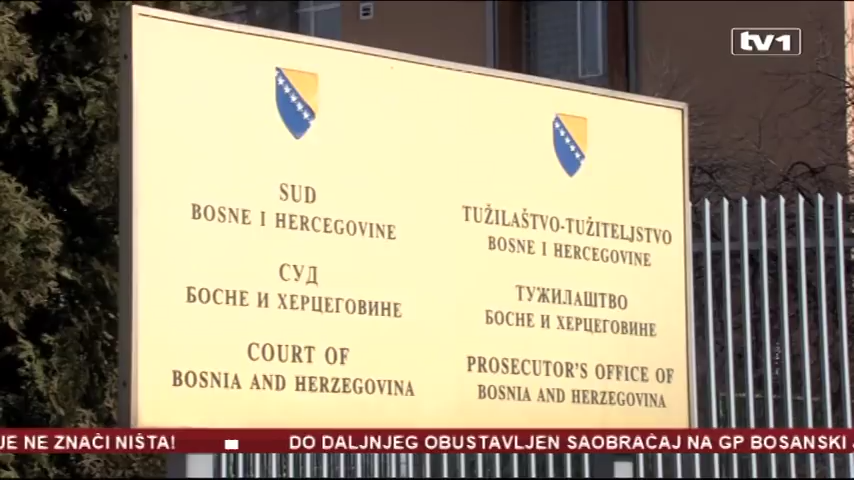 tv1
SUD
BOSNE I HERCEGOVINE
СУД
БОСНЕ И ХЕРЦЕГОВИНЕ
COURT OF
BOSNIA AND HERZEGOVINA
TUŽILAŠTVO-TUŽITELJSTVO
BOSNE I HERCEGOVINE
ТУЖИЛАШТВО
БОСНЕ И ХЕРЦЕГОВИНЕ
PROSECUTOR'S OFFICE OF
BOSNIA AND HERZEGOVINA
JE NE ZNAČI NIŠTA! DO DALJNJEG OBUSTAVLJEN SAOBRAĆAJ NA GP BOSANSKI